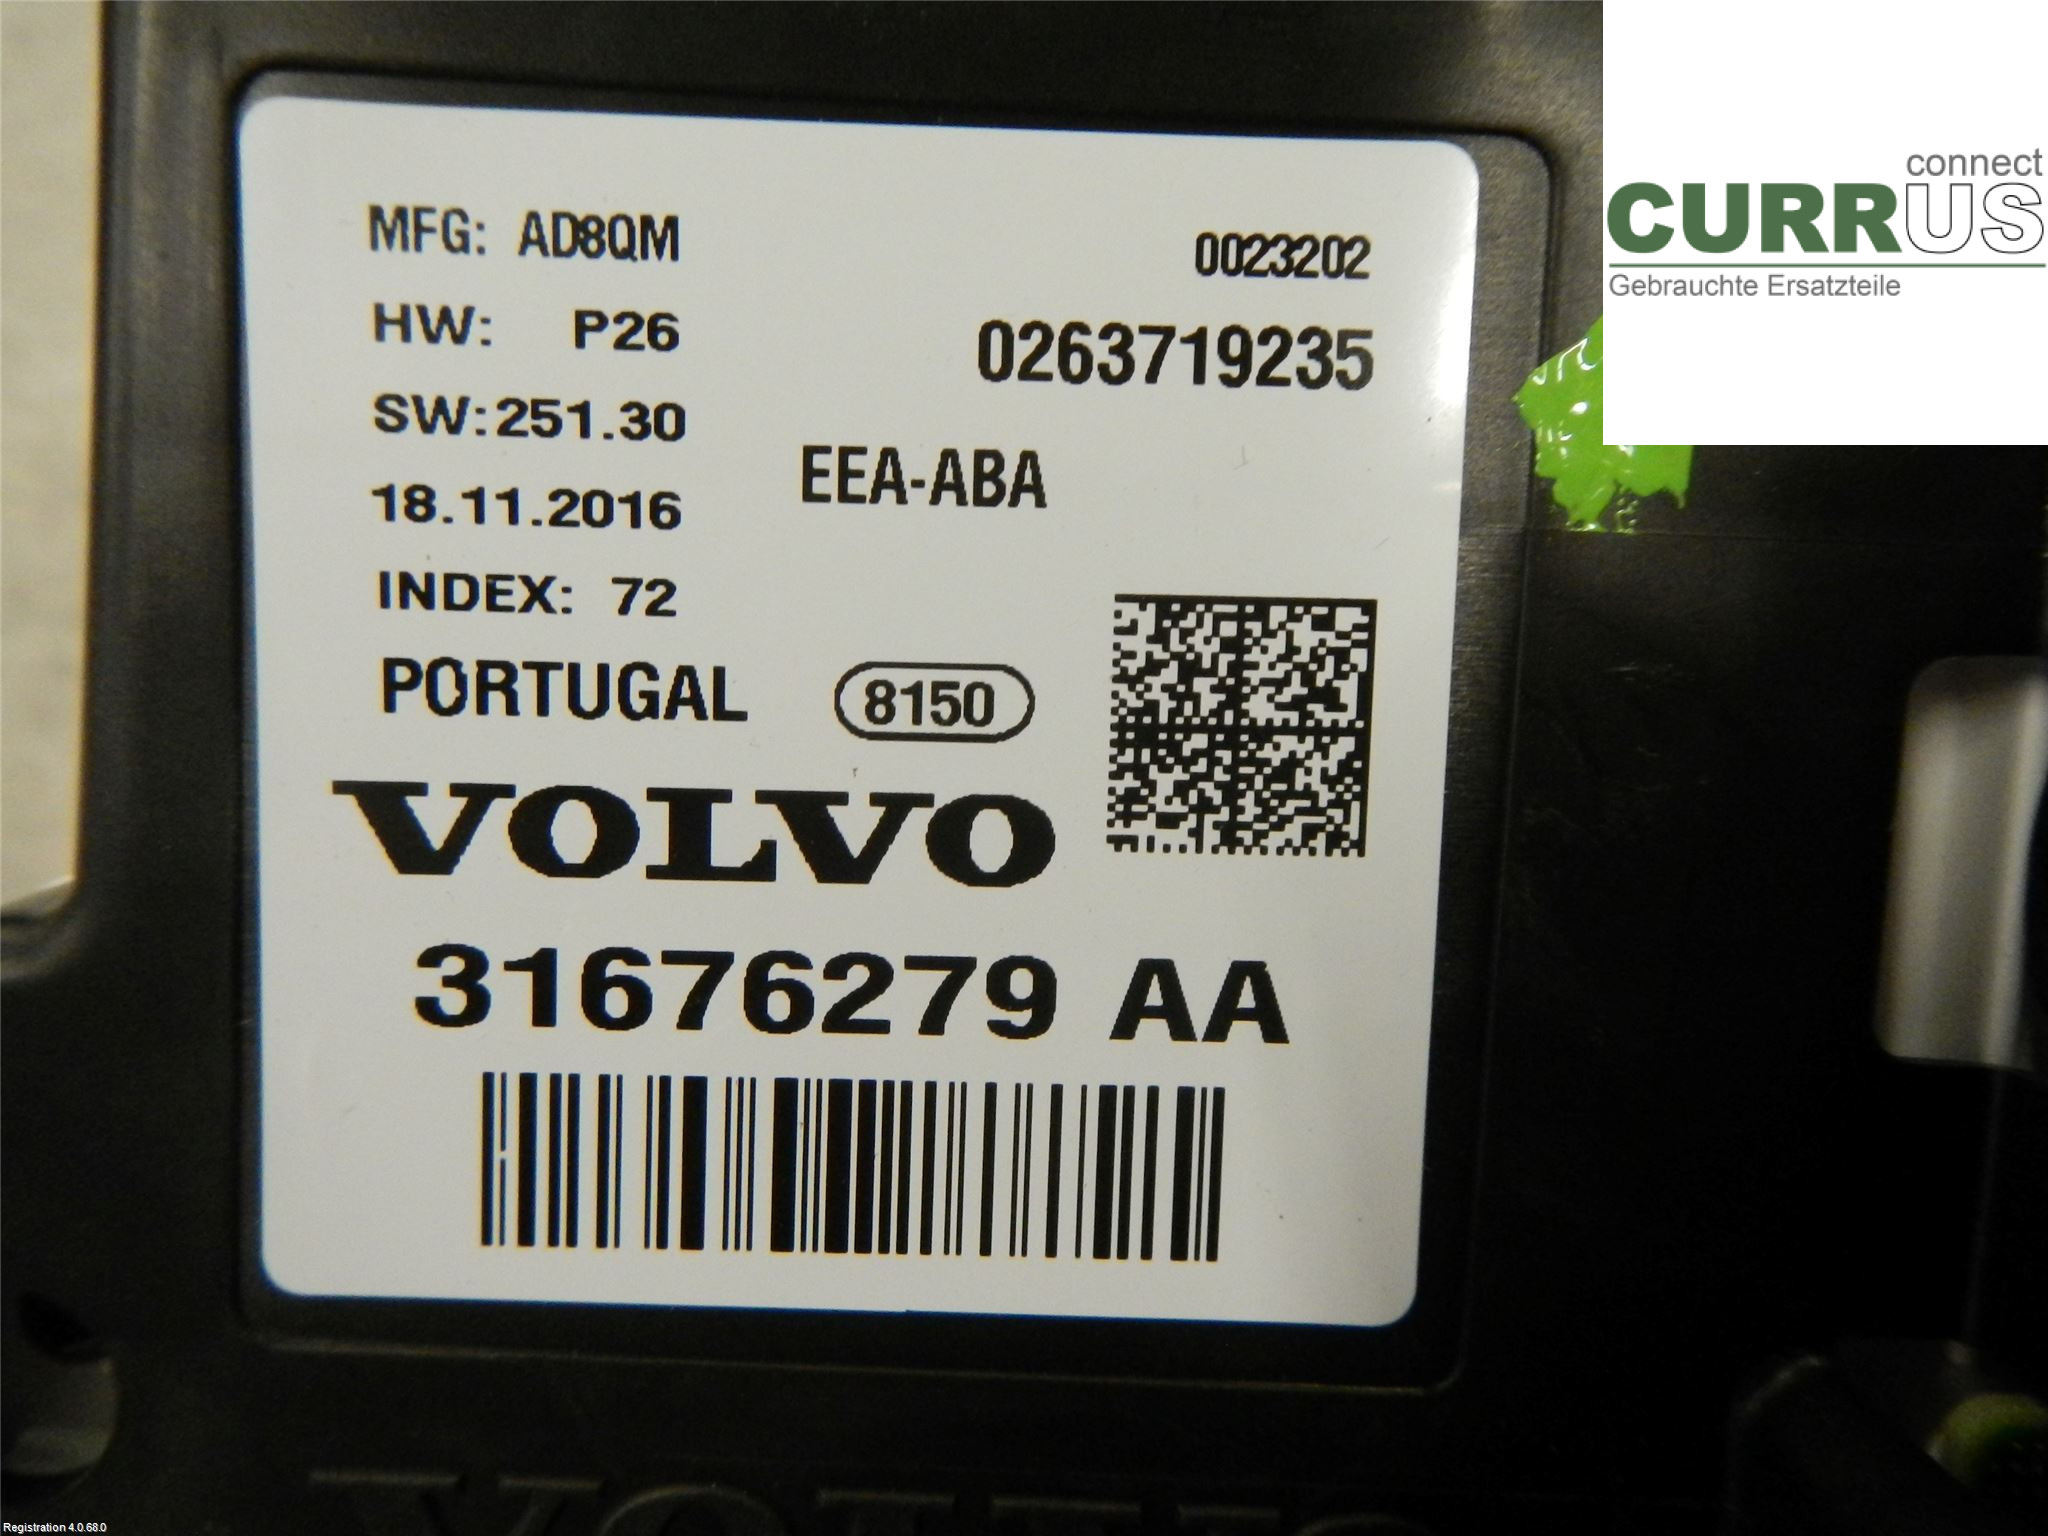 MFG: AD8QM
0023202
HW: P26
0263719235
SW:251.30
EEA-ABA
18.11.2016
INDEX: 72
PORTUGAL
8150
VOLVO
31676279 AA
connect
CURRUS
Gebrauchte Ersatzteile
Registration 4.0.68.0